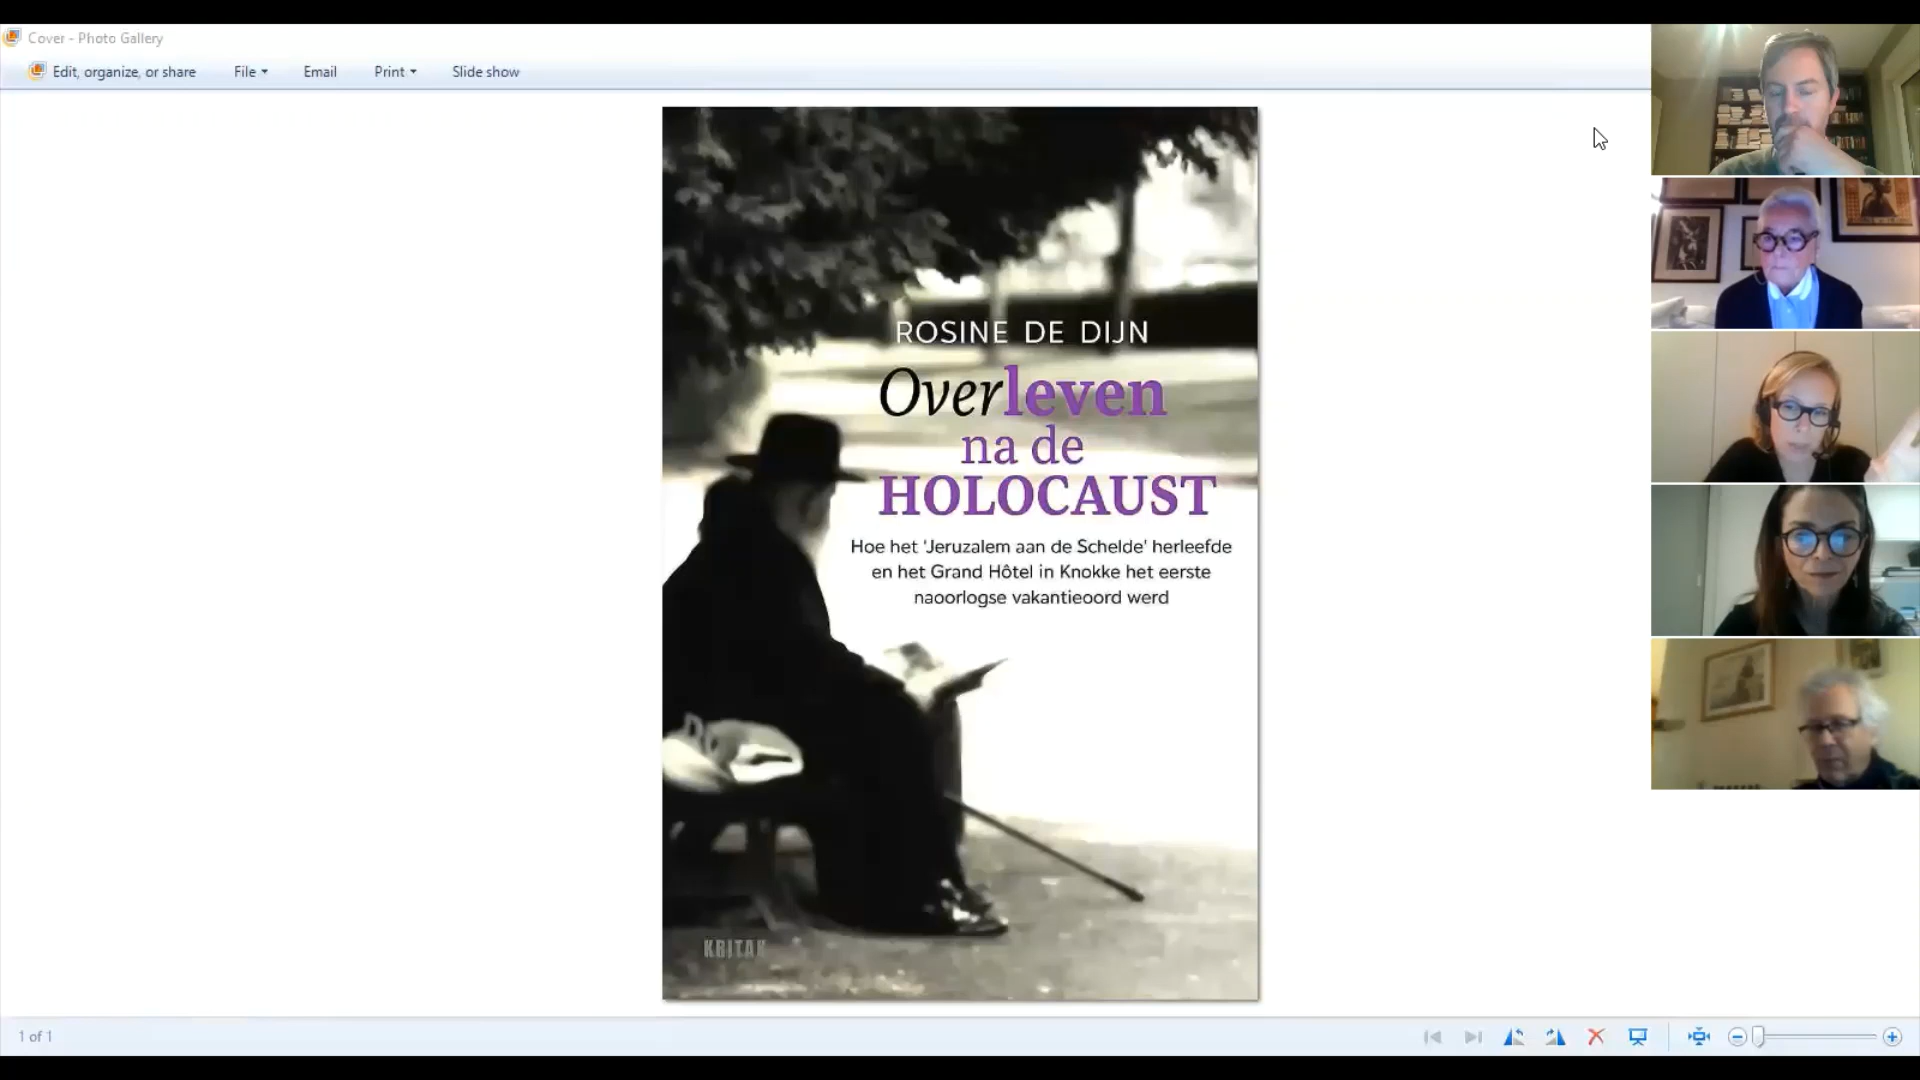 Cover - Photo Gallery
Edit, organize, or share File Email Print Slide show
ROSINE DE DIJN
Overleven
na de
HOLOCAUST
Hoe het 'Jeruzalem aan de Schelde' herleefde
en het Grand Hôtel in Knokke het eerste
naoorlogse vakantieoord werd
KRITAK
1 of 1